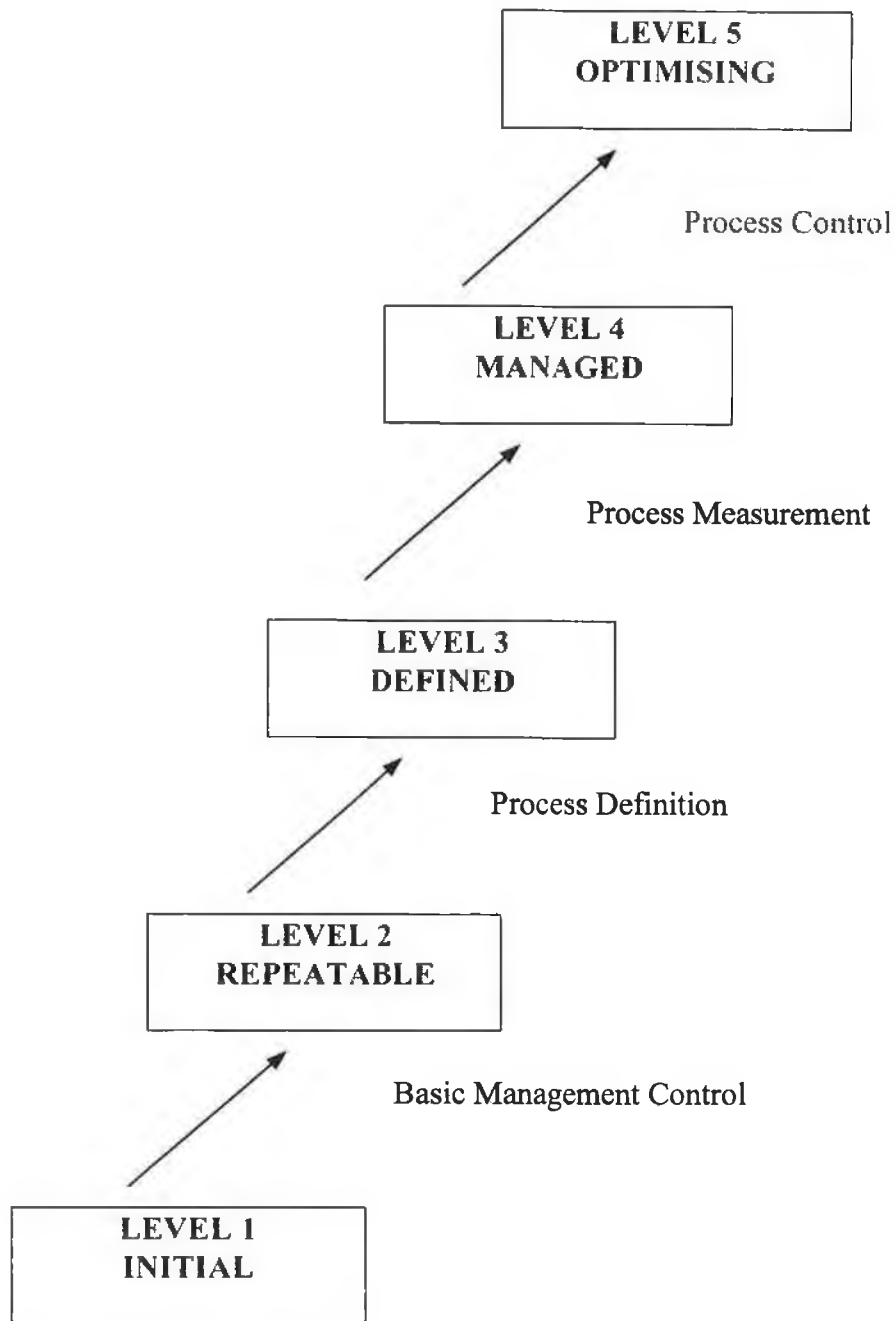 LEVEL 5
OPTIMISING
Process Control
LEVEL 4
MANAGED
Process Measurement
LEVEL 3
DEFINED
Process Definition
LEVEL 2
REPEATABLE
Basic Management Control
LEVEL 1
INITIAL